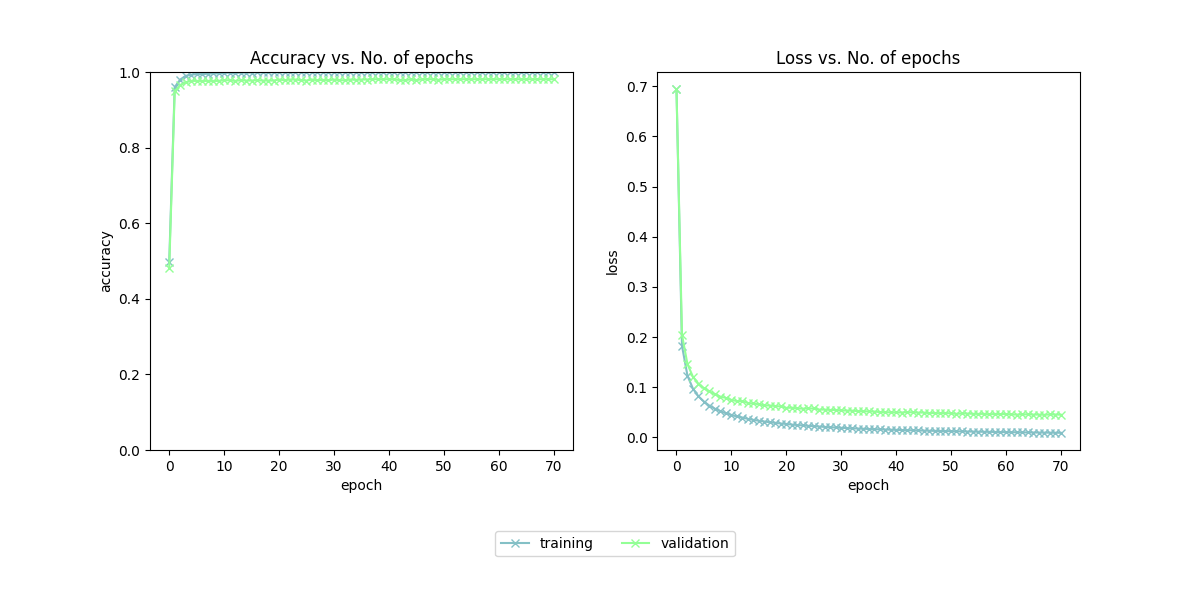 Accuracy vs. No. of epochs
1.0
0.8
0.6
0.4
0.2
0.0
accuracy
0 10 20 30 40 50 60 70
epoch
Loss vs. No. of epochs
0.7
0.6
0.5
0.4
0.3
0.2
0.1
0.0
loss
0 10 20 30 40 50 60 70
epoch
training validation